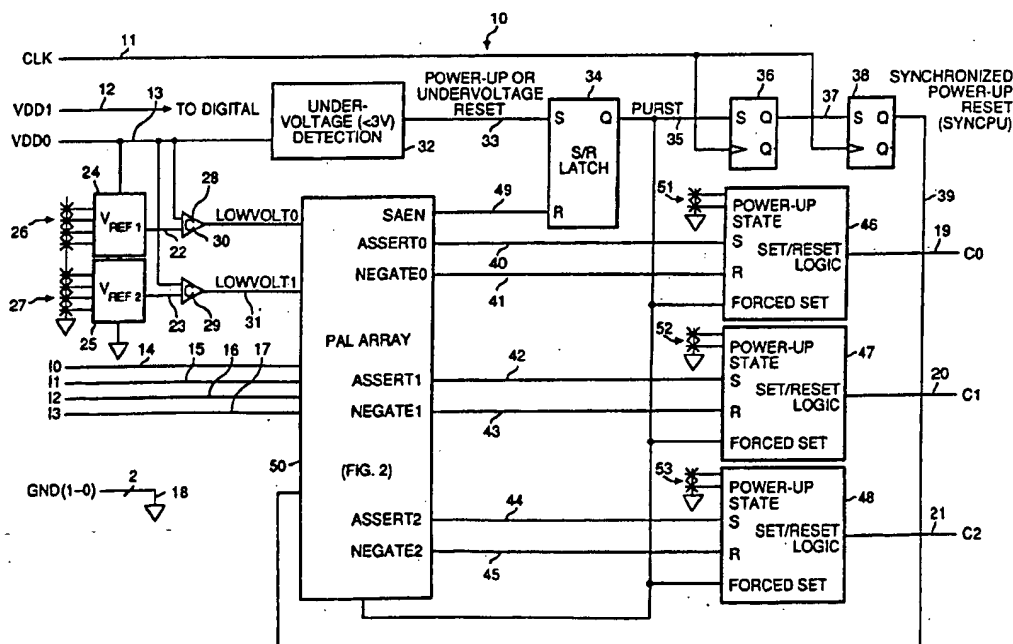 10
CLK
11
VDD1
12
13
TO DIGITAL
VDD0
UNDER-
VOLTAGE (<3V)
DETECTION
32
POWER-UP OR
UNDERVOLTAGE
RESET
33
34
S Q
S/R
LATCH
R
PURST
35
36
S Q
Q
37
38
S Q
Q
SYNCHRONIZED
POWER-UP
RESET
(SYNCPU)
39
24
VREF 1
26
22
28
C
30
LOWVOLT0
27
VREF 2
25
23
C
29
LOWVOLT1
31
I0
I1
I2
I3
14
15
16
17
GND(1-0)
2
18
50
PAL ARRAY
(FIG. 2)
SAEN
49
ASSERT0
40
NEGATE0
41
ASSERT1
42
NEGATE1
43
ASSERT2
44
NEGATE2
45
51
POWER-UP
STATE
S
SET/RESET
LOGIC
R
FORCED SET
46
19
C0
52
POWER-UP
STATE
S
SET/RESET
LOGIC
R
FORCED SET
47
20
C1
53
POWER-UP
STATE
S
SET/RESET
LOGIC
R
FORCED SET
48
21
C2